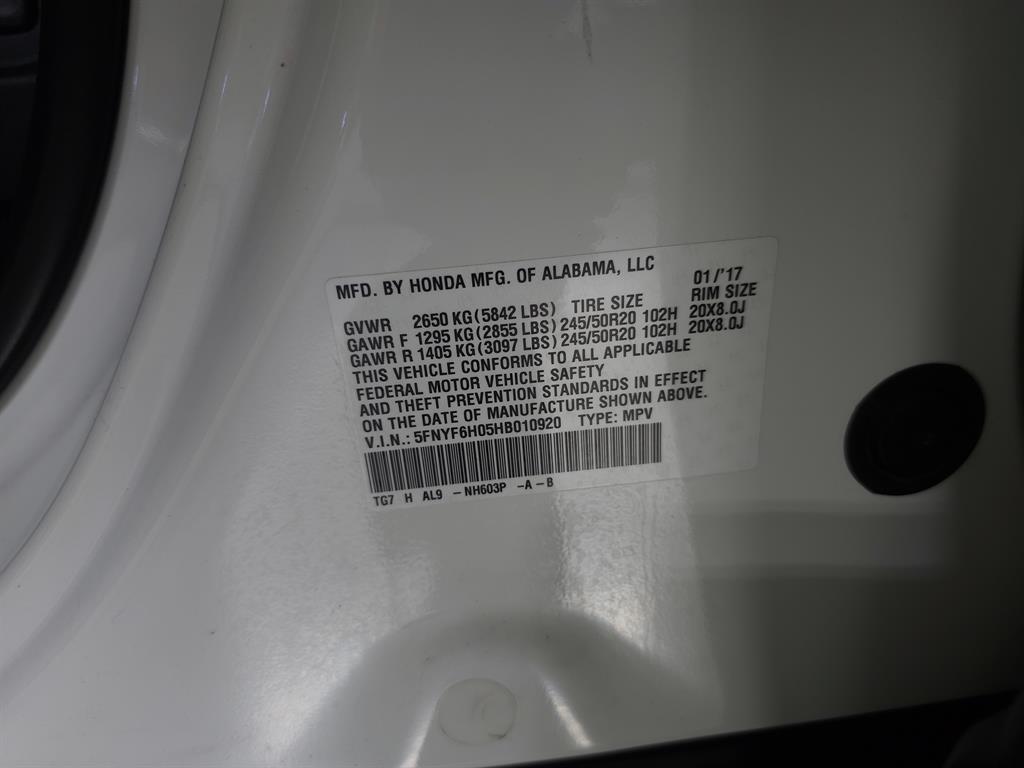 MFD. BY HONDA MFG. OF ALABAMA, LLC 01/'17
GVWR 2650 KG (5842 LBS) TIRE SIZE RIM SIZE
GAWR F 1295 KG (2855 LBS) 245/50R20 102H 20X8.0J
GAWR R 1405 KG (3097 LBS) 245/50R20 102H 20X8.0J
THIS VEHICLE CONFORMS TO ALL APPLICABLE
FEDERAL MOTOR VEHICLE SAFETY
AND THEFT PREVENTION STANDARDS IN EFFECT
ON THE DATE OF MANUFACTURE SHOWN ABOVE.
V.I.N.: 5FNYF6H05HB010920 TYPE: MPV
TG7 H AL9 -NH603P -A-B